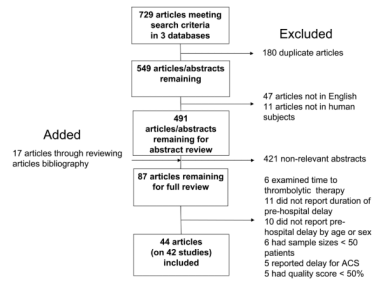 729 articles meeting
search criteria
in 3 databases
Excluded
180 duplicate articles
549 articles/abstracts
remaining
47 articles not in English
11 articles not in human
subjects
491
articles/abstracts
remaining for
abstract review
Added
17 articles through reviewing
articles bibliography
421 non-relevant abstracts
87 articles remaining
for full review
6 examined time to
thrombolytic therapy
11 did not report duration of
pre-hospital delay
10 did not report pre-
hospital delay by age or sex
6 had sample sizes < 50
patients
5 reported delay for ACS
5 had quality score < 50%
44 articles
(on 42 studies)
included